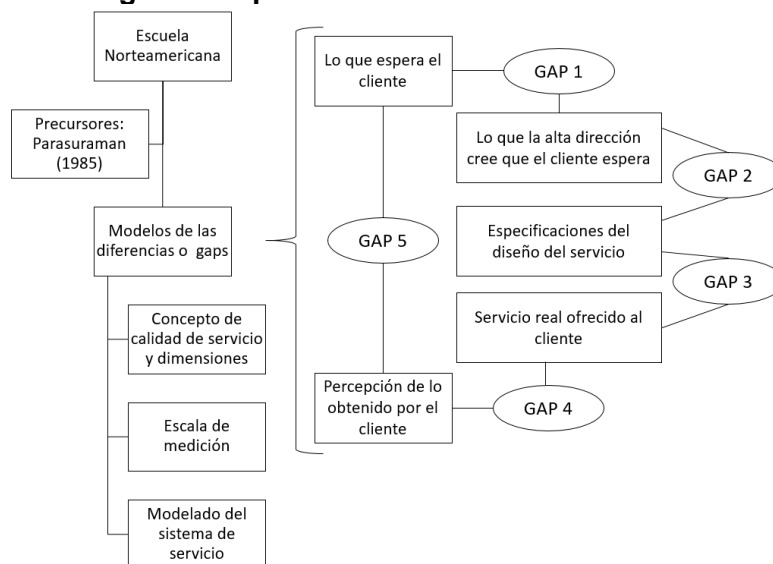 Escuela
Norteamericana
Precursores:
Parasuraman
(1985)
Modelos de las
diferencias o gaps
Concepto de
calidad de servicio
y dimensiones
Escala de
medición
Modelado del
sistema de
servicio
Lo que espera el
cliente
GAP 1
Lo que la alta dirección
cree que el cliente espera
GAP 2
GAP 5
Especificaciones del
diseño del servicio
GAP 3
Servicio real ofrecido al
cliente
Percepción de lo
obtenido por el
cliente
GAP 4